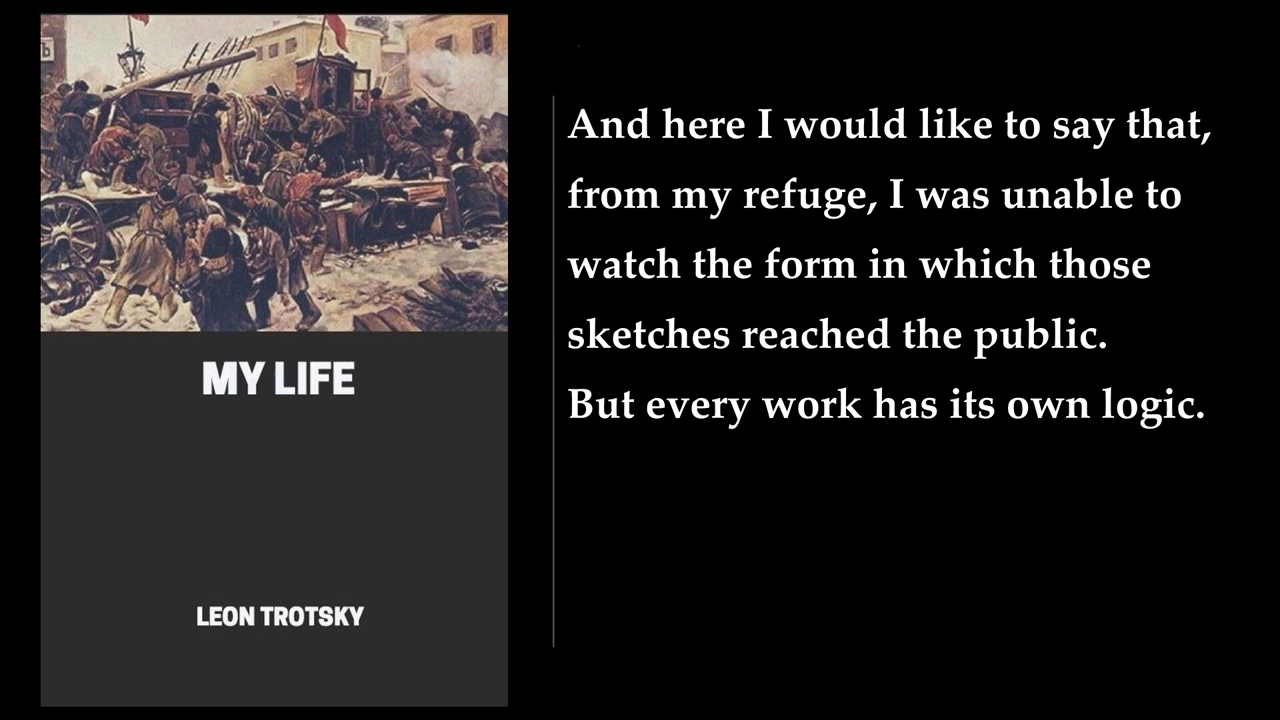 MY LIFE
LEON TROTSKY
And here I would like to say that,
from my refuge, I was unable to
watch the form in which those
sketches reached the public.
But every work has its own logic.